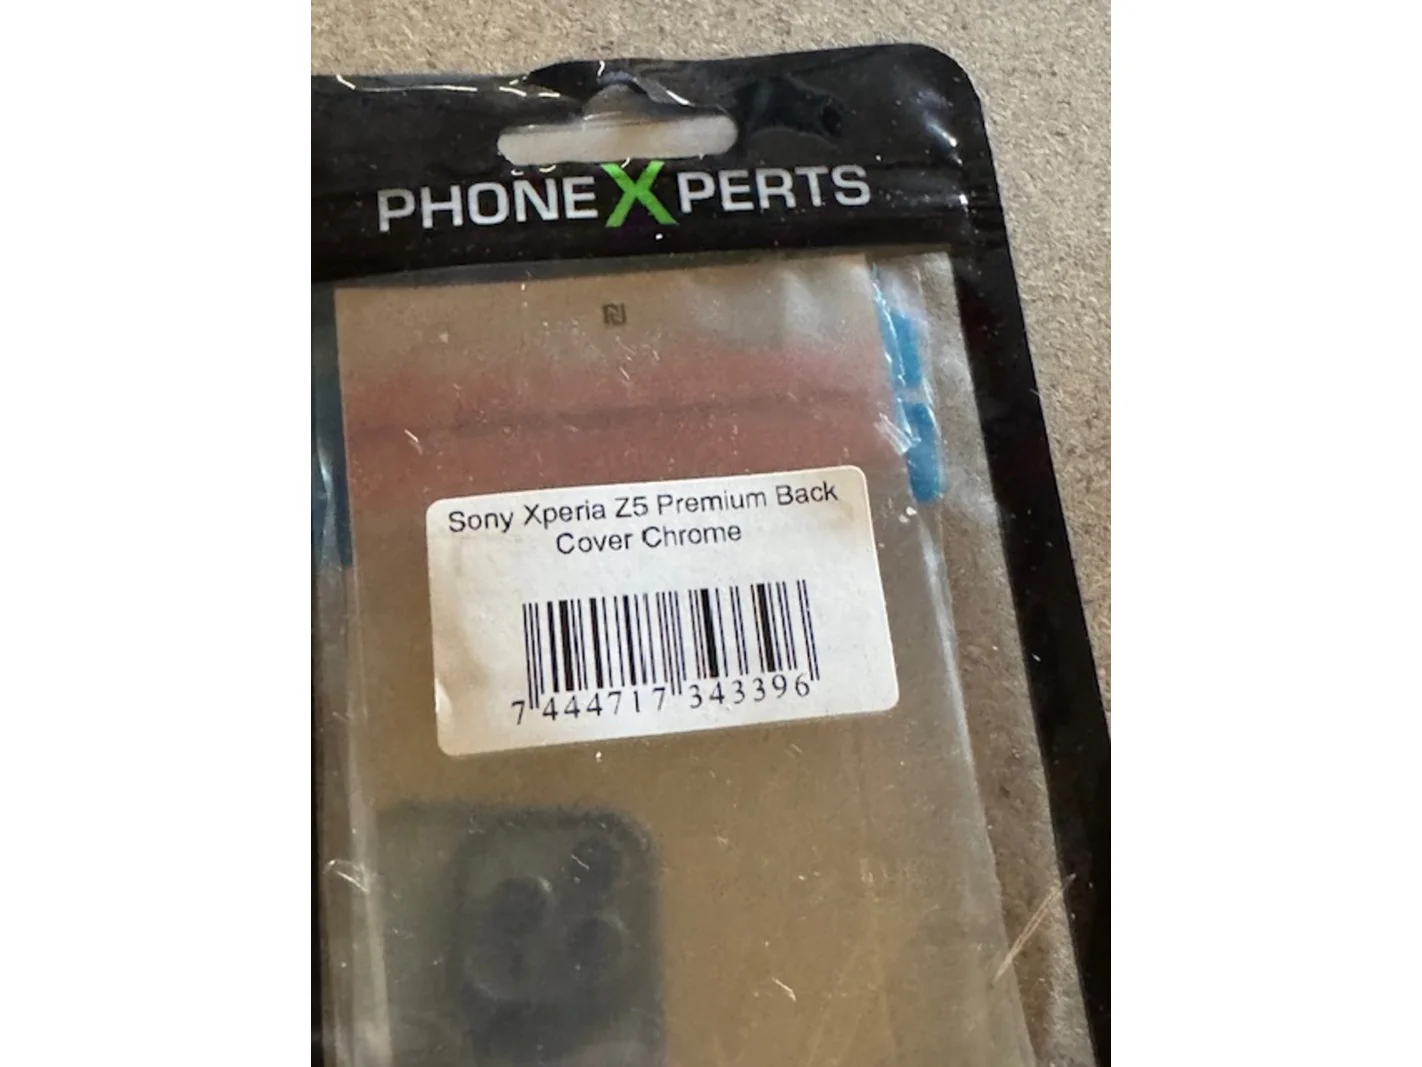 PHONEXPERTS
Sony Xperia Z5 Premium Back
Cover Chrome
7 444717 343396